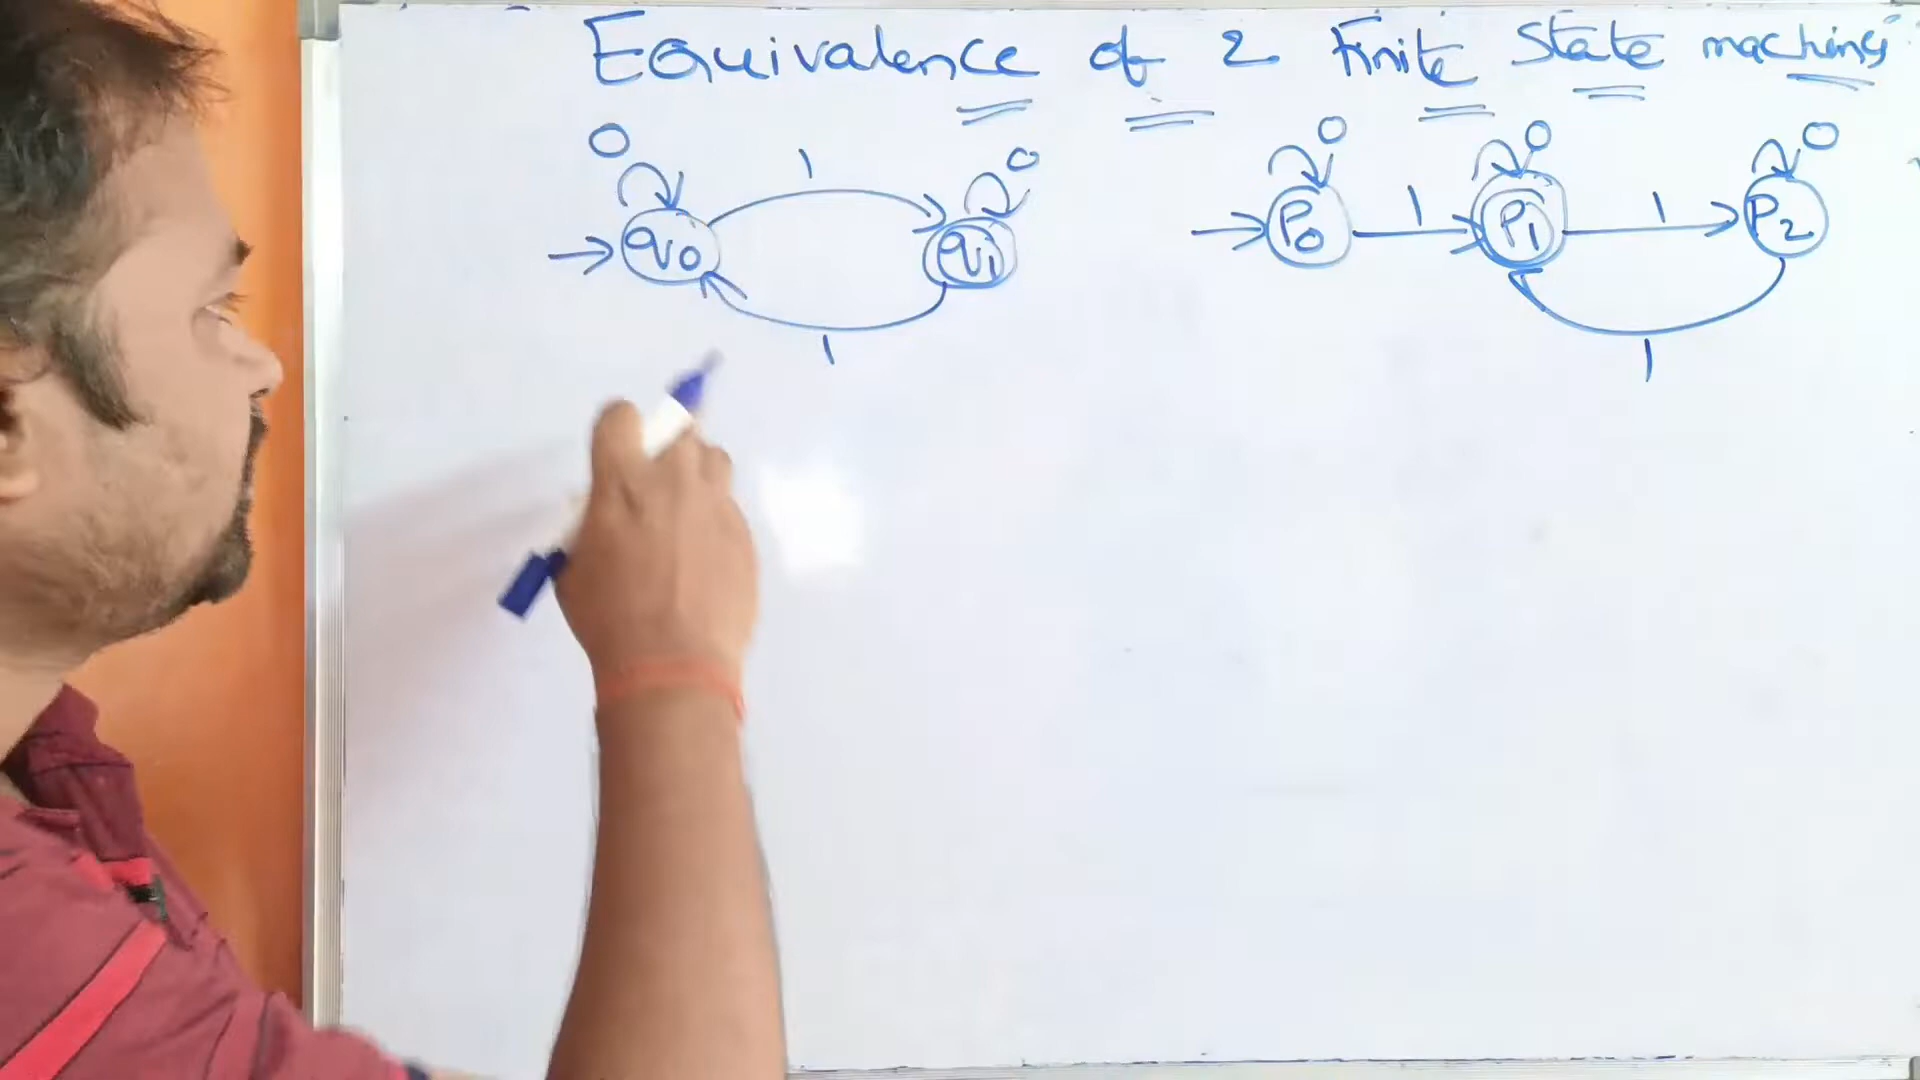 Equivalence of 2 Finite State machines
0 1 0 0 0 0
q0 q1 P0 1 P1 1 P2
1 1